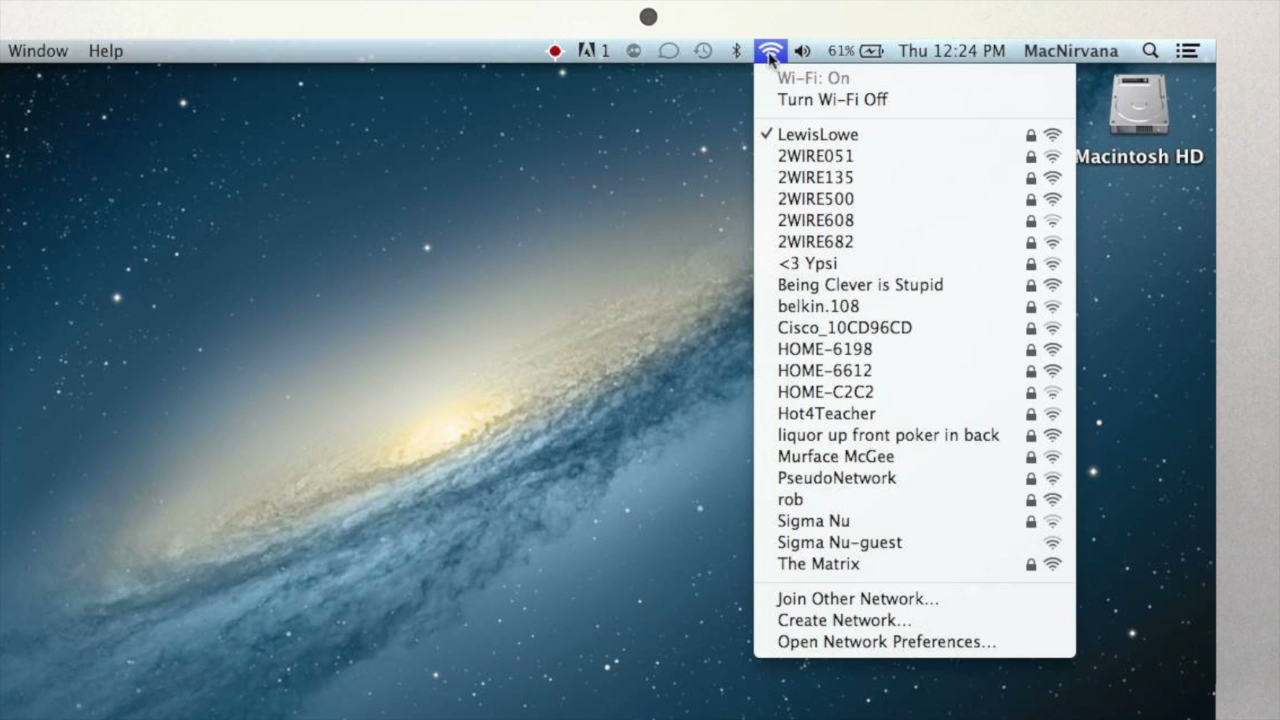 Window Help 1 61% Thu 12:24 PM MacNirvana
Wi-Fi: On
Turn Wi-Fi Off
Macintosh HD
LewisLowe
2WIRE051
2WIRE135
2WIRE500
2WIRE608
2WIRE682
<3 Ypsi
Being Clever is Stupid
belkin.108
Cisco_10CD96CD
HOME-6198
HOME-6612
HOME-C2C2
Hot4Teacher
liquor up front poker in back
Murface McGee
PseudoNetwork
rob
Sigma Nu
Sigma Nu-guest
The Matrix
Join Other Network...
Create Network...
Open Network Preferences...